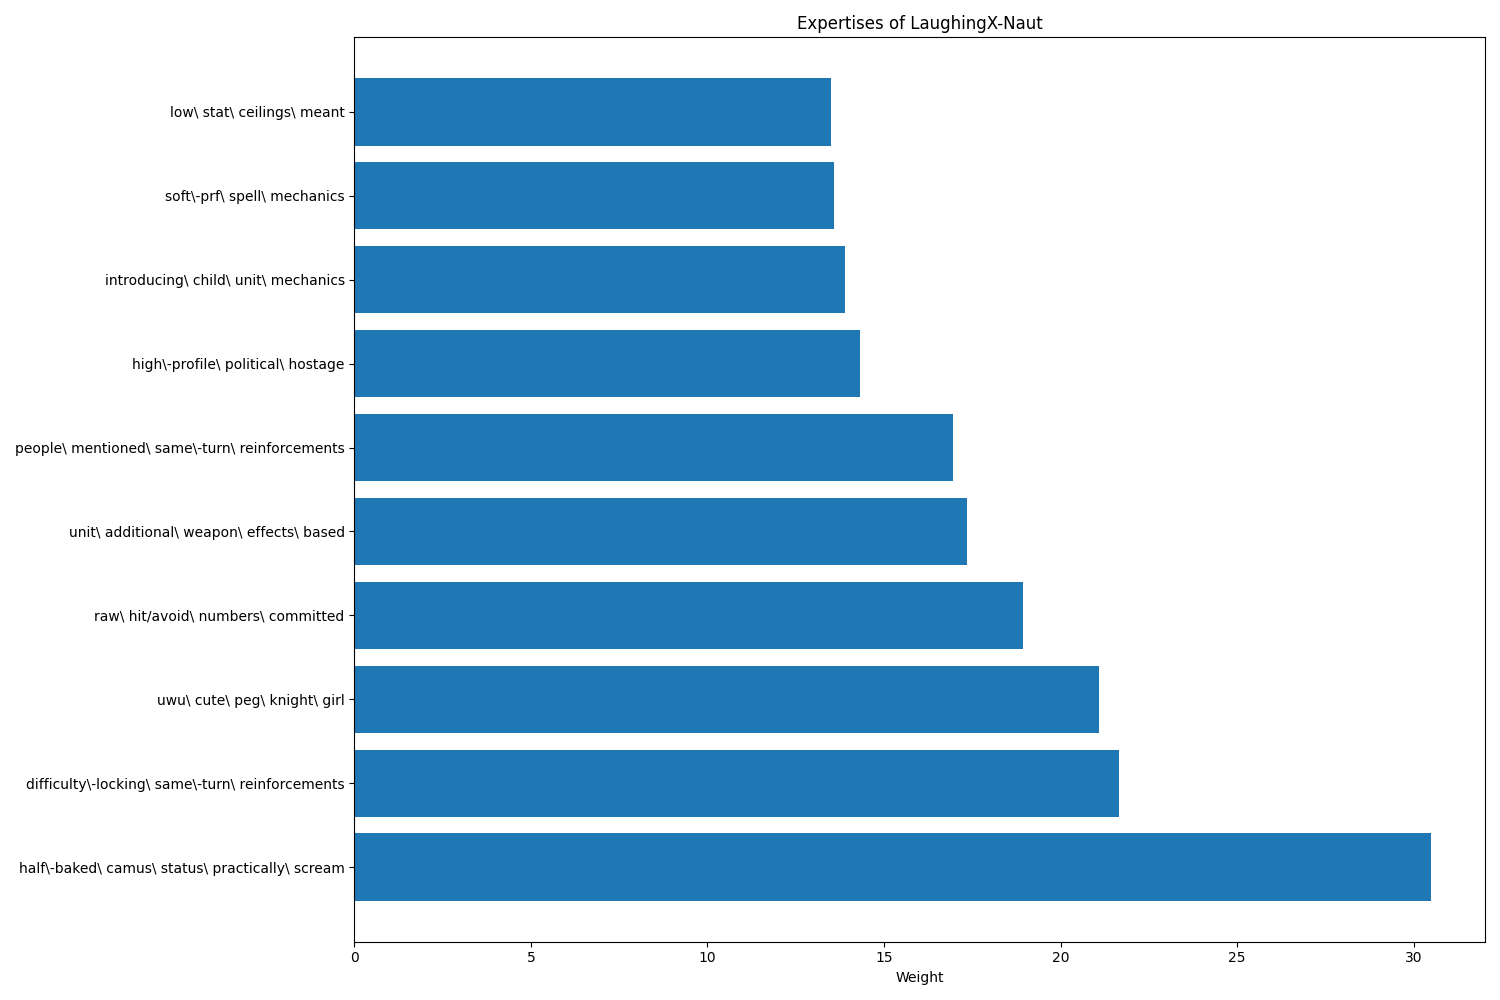 Expertises of LaughingX-Naut
low\ stat\ ceilings\ meant
soft\-prf\ spell\ mechanics
introducing\ child\ unit\ mechanics
high\-profile\ political\ hostage
people\ mentioned\ same\-turn\ reinforcements
unit\ additional\ weapon\ effects\ based
raw\ hit/avoid\ numbers\ committed
uwu\ cute\ peg\ knight\ girl
difficulty\-locking\ same\-turn\ reinforcements
half\-baked\ camus\ status\ practically\ scream
0 5 10 15 20 25 30
Weight